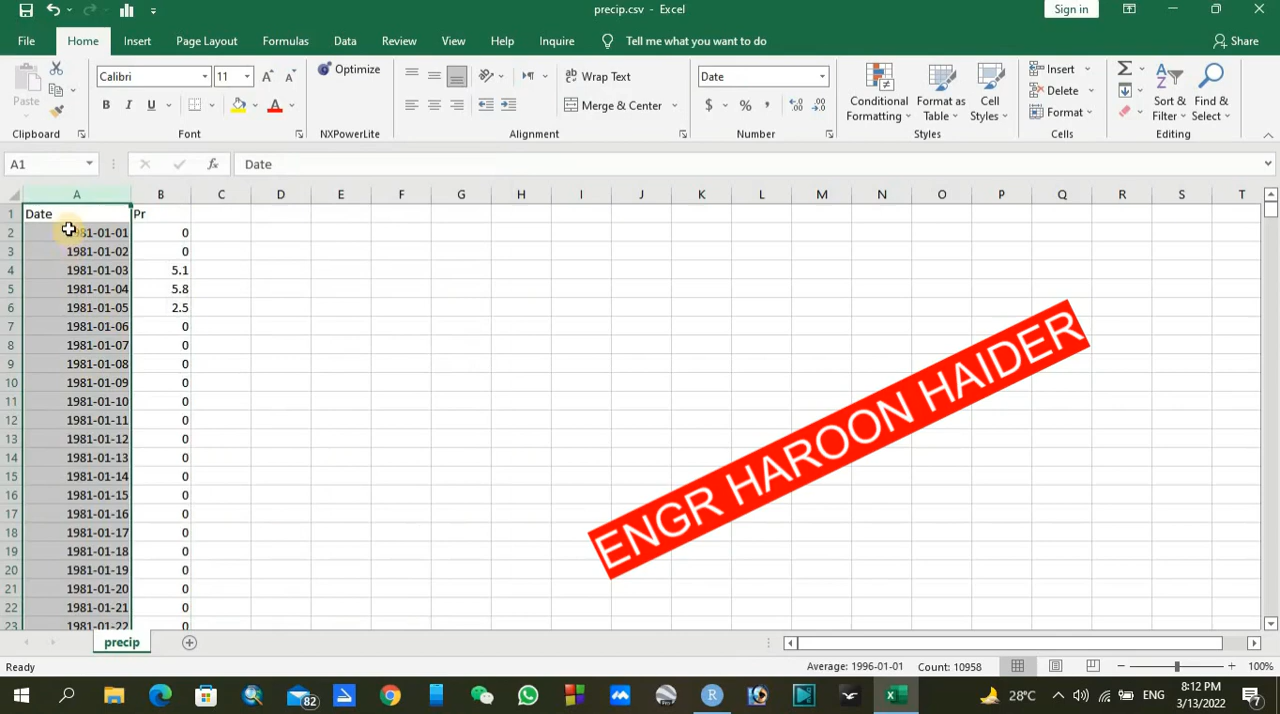 precip.csv - Excel
Sign in
File Home Insert Page Layout Formulas Data Review View Help Inquire Tell me what you want to do Share
Paste
Clipboard
Calibri 11
B I U
Font
Optimize
NXPowerLite
Wrap Text
Merge & Center
Alignment
Date
$ % ,
Number
Conditional Formatting
Format as Table
Cell Styles
Styles
Insert
Delete
Format
Cells
Sort & Filter
Find & Select
Editing
A1 fx Date
A B C D E F G H I J K L M N O P Q R S T
1 Date Pr
2 1981-01-01 0
3 1981-01-02 0
4 1981-01-03 5.1
5 1981-01-04 5.8
6 1981-01-05 2.5
7 1981-01-06 0
8 1981-01-07 0
9 1981-01-08 0
10 1981-01-09 0
11 1981-01-10 0
12 1981-01-11 0
13 1981-01-12 0
14 1981-01-13 0
15 1981-01-14 0
16 1981-01-15 0
17 1981-01-16 0
18 1981-01-17 0
19 1981-01-18 0
20 1981-01-19 0
21 1981-01-20 0
22 1981-01-21 0
23 1981-01-22 0
ENGR HAROON HAIDER
precip
Ready Average: 1996-01-01 Count: 10958 100%
82 28°C ENG 8:12 PM
3/13/2022 7